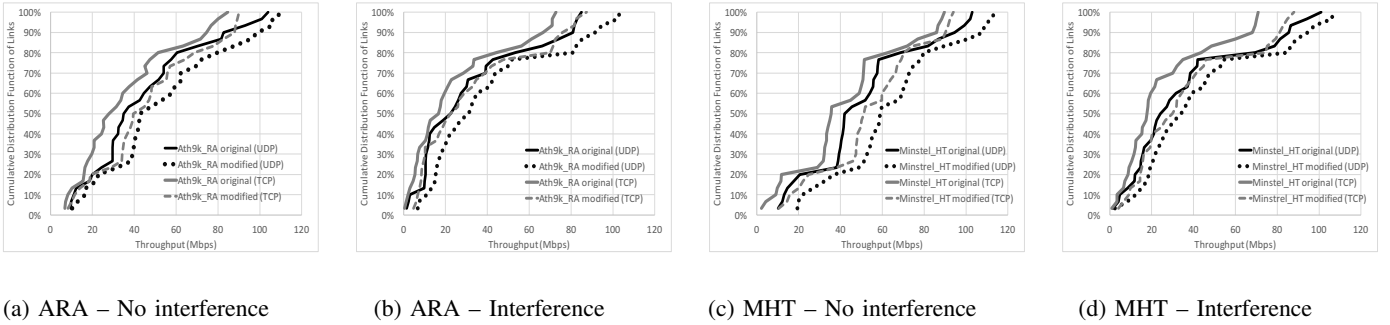 100%
90%
80%
70%
60%
50%
40%
30%
20%
10%
0%
Cumulative Distribution Function of Links
Ath9k_RA original (UDP)
Ath9k_RA modified (UDP)
Ath9k_RA original (TCP)
Ath9k_RA modified (TCP)
0 20 40 60 80 100 120
Throughput (Mbps)
(a) ARA – No interference
100%
90%
80%
70%
60%
50%
40%
30%
20%
10%
0%
Cumulative Distribution Function of Links
Ath9k_RA original (UDP)
Ath9k_RA modified (UDP)
Ath9k_RA original (TCP)
Ath9k_RA modified (TCP)
0 20 40 60 80 100 120
Throughput (Mbps)
(b) ARA – Interference
100%
90%
80%
70%
60%
50%
40%
30%
20%
10%
0%
Cumulative Distribution Function of Links
Minstel_HT original (UDP)
Minstrel_HT modified (UDP)
Minstrel_HT original (TCP)
Minstrel_HT modified (TCP)
0 20 40 60 80 100 120
Throughput (Mbps)
(c) MHT – No interference
100%
90%
80%
70%
60%
50%
40%
30%
20%
10%
0%
Cumulative Distribution Function of Links
Minstel_HT original (UDP)
Minstrel_HT modified (UDP)
Minstrel_HT original (TCP)
Minstrel_HT modified (TCP)
0 20 40 60 80 100 120
Throughput (Mbps)
(d) MHT – Interference